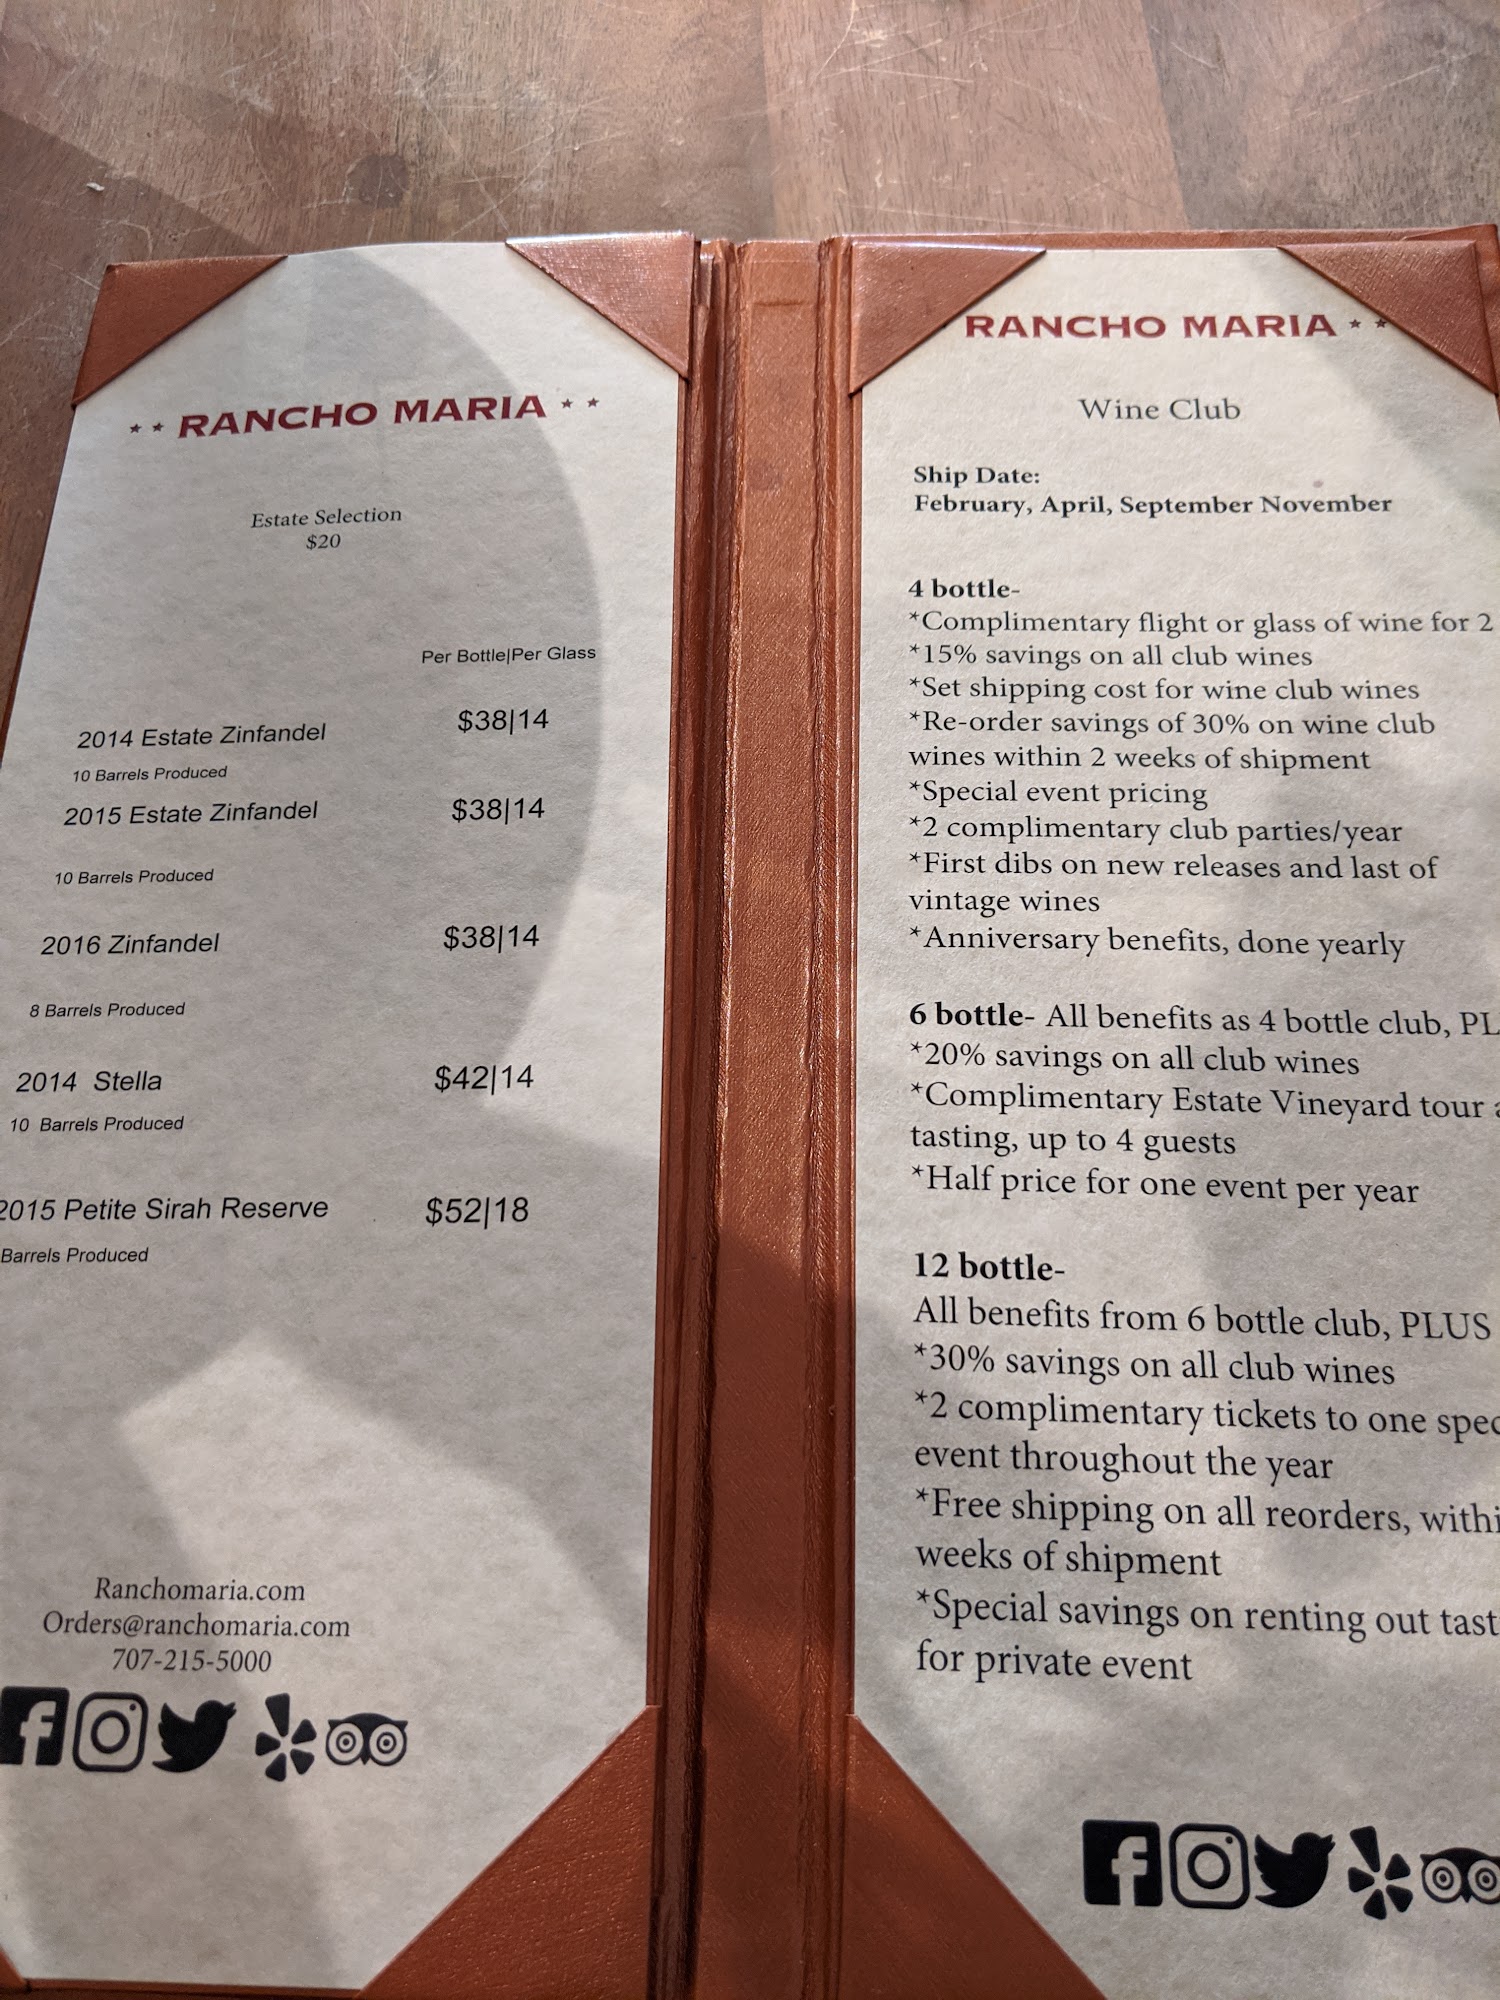 RANCHO MARIA
Estate Selection
$20
Per Bottle|Per Glass
2014 Estate Zinfandel $38|14
10 Barrels Produced
2015 Estate Zinfandel $38|14
10 Barrels Produced
2016 Zinfandel $38|14
8 Barrels Produced
2014 Stella $42|14
10 Barrels Produced
2015 Petite Sirah Reserve $52|18
Barrels Produced
Ranchomaria.com
Orders@ranchomaria.com
707-215-5000
RANCHO MARIA
Wine Club
Ship Date:
February, April, September November
4 bottle-
*Complimentary flight or glass of wine for 2
*15% savings on all club wines
*Set shipping cost for wine club wines
*Re-order savings of 30% on wine club
wines within 2 weeks of shipment
*Special event pricing
*2 complimentary club parties/year
*First dibs on new releases and last of
vintage wines
*Anniversary benefits, done yearly
6 bottle- All benefits as 4 bottle club,
*20% savings on all club wines
*Complimentary Estate Vineyard tour
tasting, up to 4 guests
*Half price for one event per year
12 bottle-
All benefits from 6 bottle club, PLUS
*30% savings on all club wines
*2 complimentary tickets to one
event throughout the year
*Free shipping on all reorders,
weeks of shipment
*Special savings on renting out
for private event